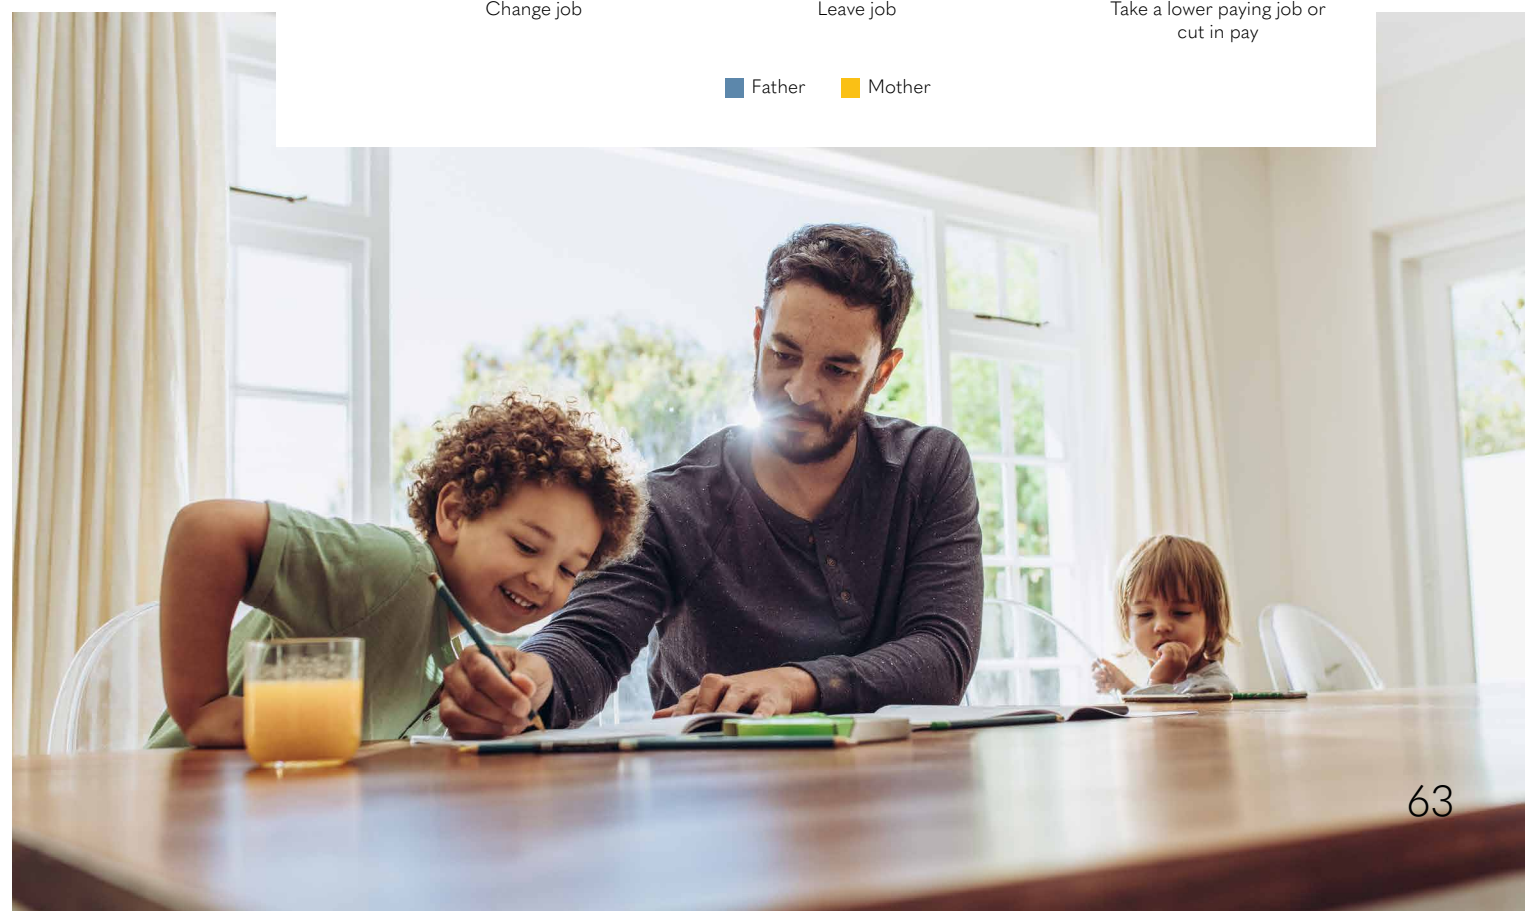 Change job
Leave job
Take a lower paying job or
cut in pay
Father
Mother
63